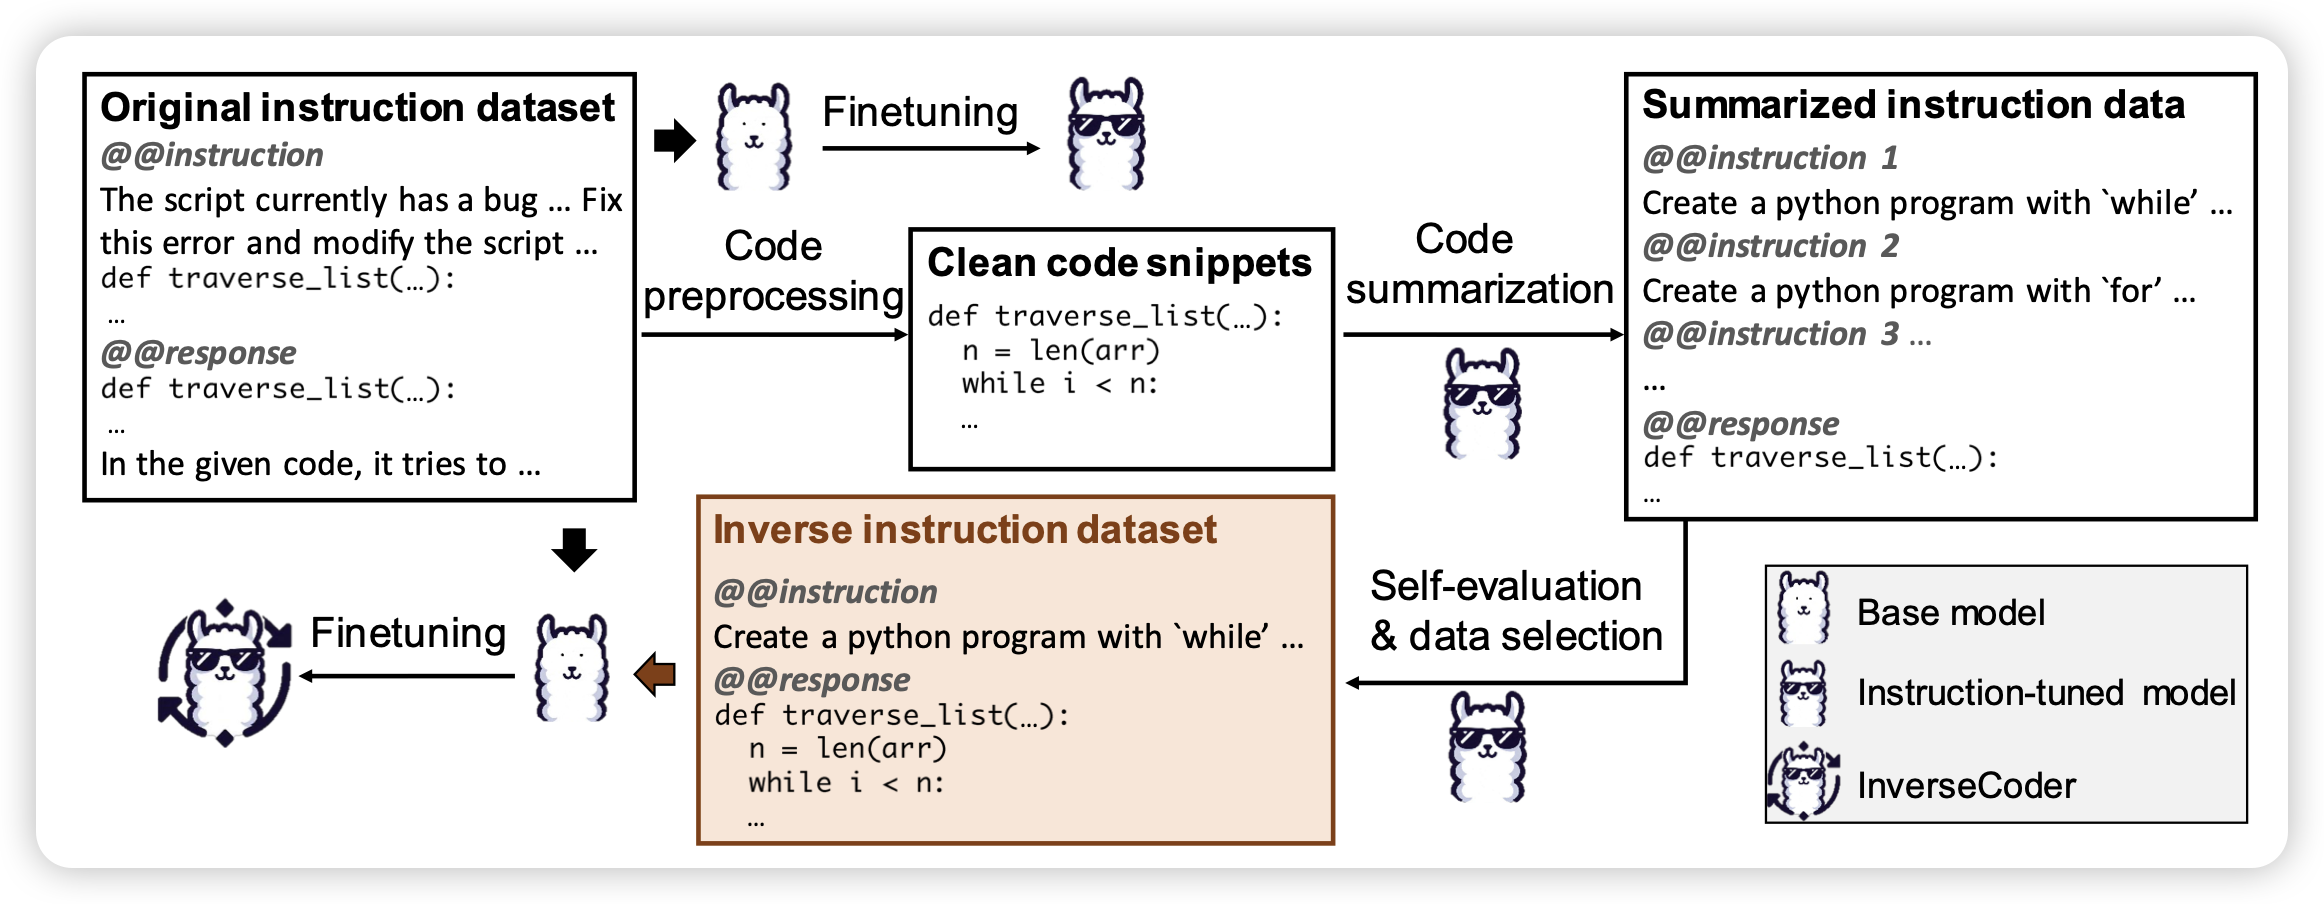 Original instruction dataset
@@instruction
The script currently has a bug ... Fix
this error and modify the script ...
def traverse_list(…):
…
@@response
def traverse_list(…):
…
In the given code, it tries to ...
Finetuning
Code
preprocessing
Clean code snippets
def traverse_list(…):
n = len(arr)
while i < n:
…
Code
summarization
Summarized instruction data
@@instruction 1
Create a python program with `while’ ...
@@instruction 2
Create a python program with `for’ ...
@@instruction 3 ...
...
@@response
def traverse_list(…):
…
Self-evaluation
& data selection
Inverse instruction dataset
@@instruction
Create a python program with `while’ ...
@@response
def traverse_list(…):
n = len(arr)
while i < n:
…
Finetuning
Base model
Instruction-tuned model
InverseCoder